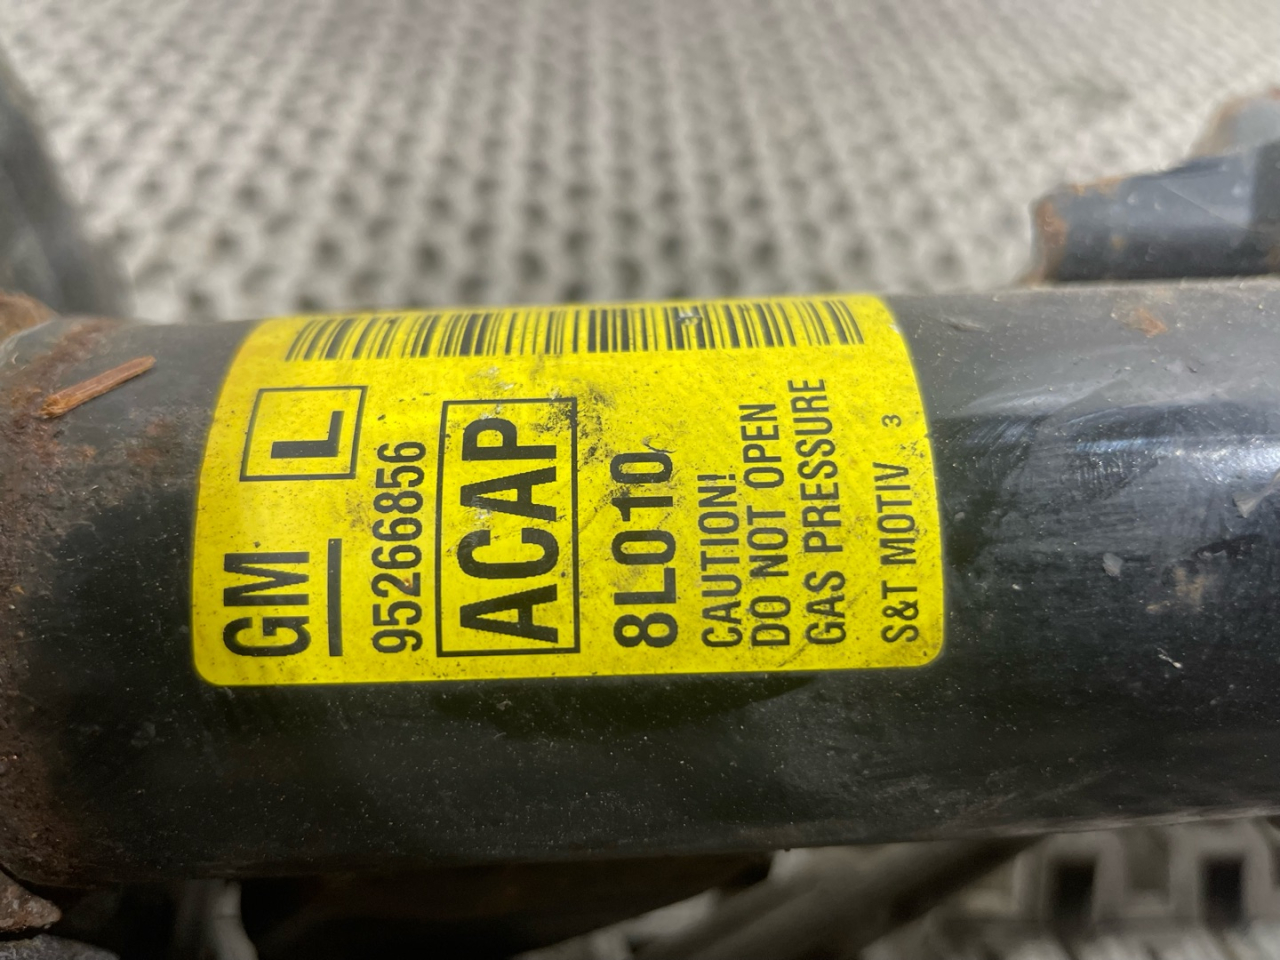 GM L
95266856
ACAP
8L010
CAUTION!
DO NOT OPEN
GAS PRESSURE
S&T MOTIV 3